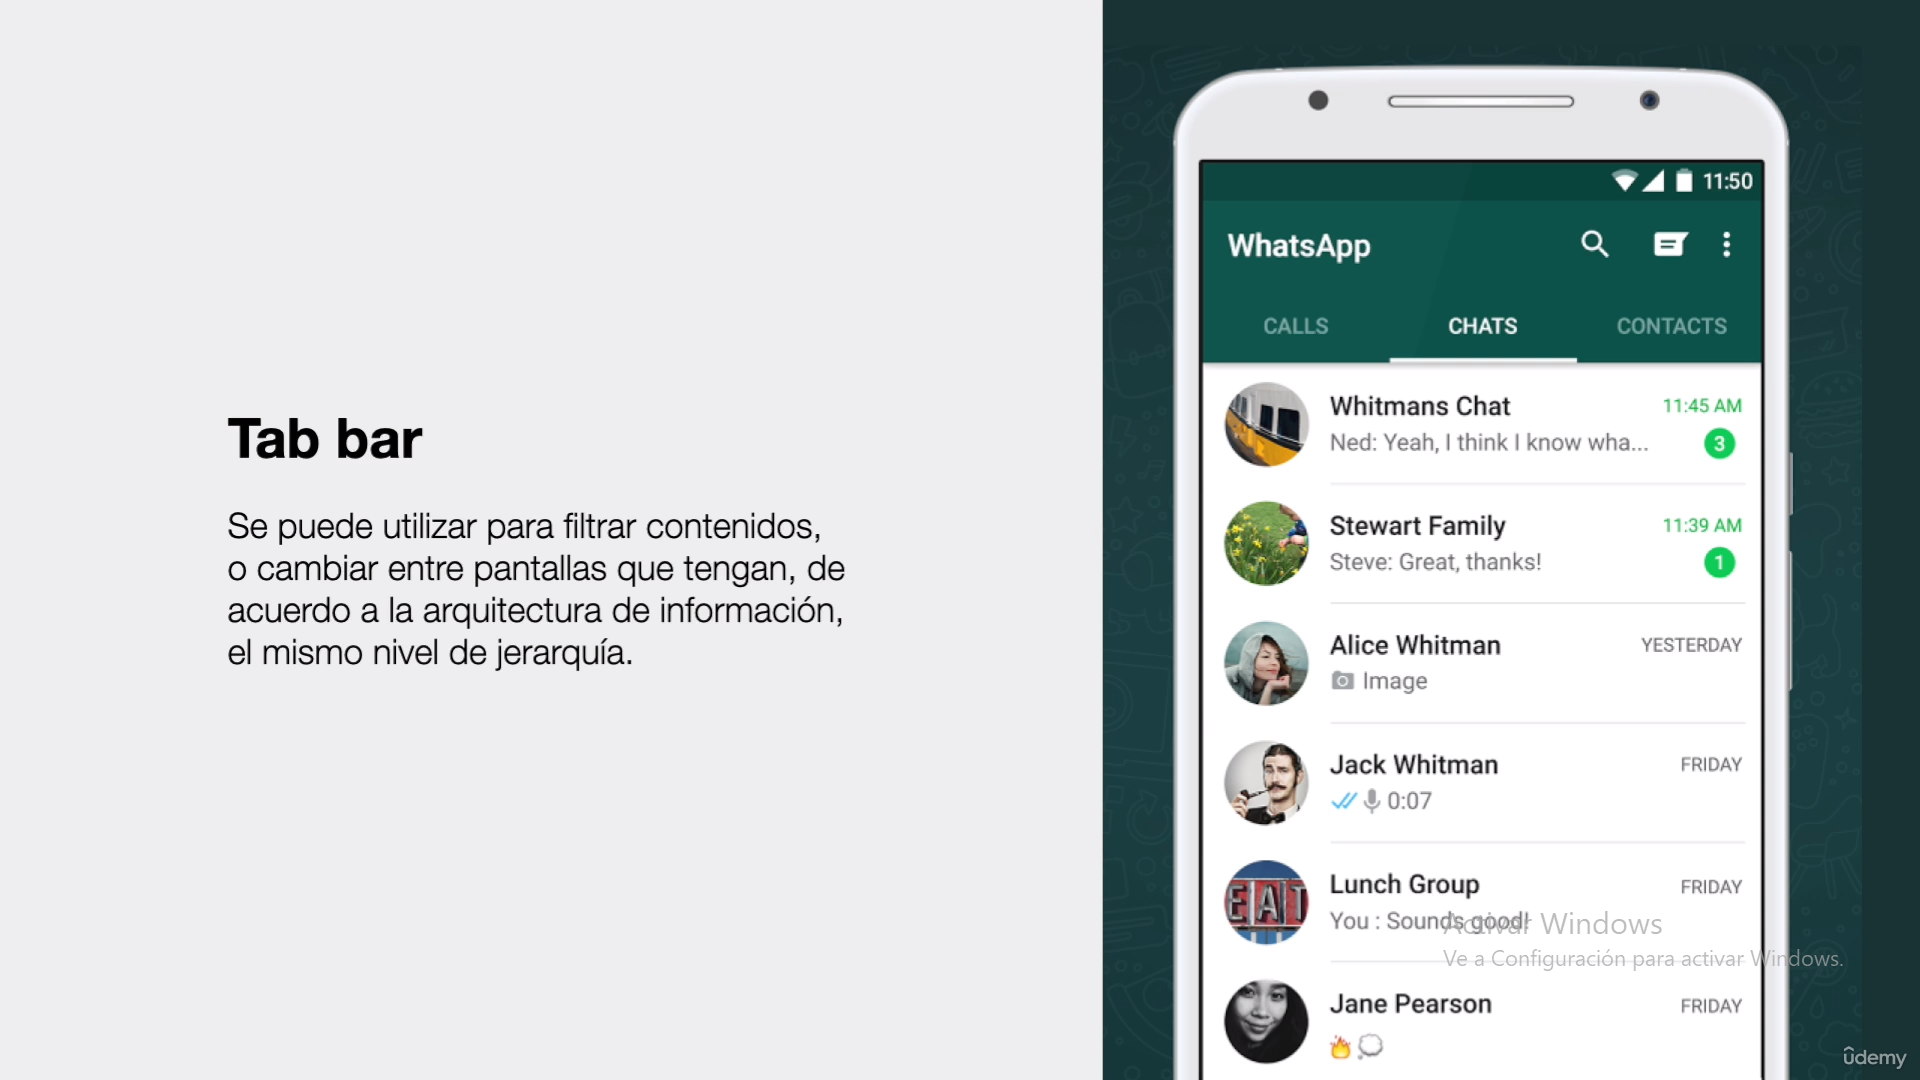 Tab bar
Se puede utilizar para filtrar contenidos,
o cambiar entre pantallas que tengan, de
acuerdo a la arquitectura de información,
el mismo nivel de jerarquía.
11:50
WhatsApp
CALLS CHATS CONTACTS
Whitmans Chat 11:45 AM
Ned: Yeah, I think I know wha... 3
Stewart Family 11:39 AM
Steve: Great, thanks! 1
Alice Whitman YESTERDAY
Image
Jack Whitman FRIDAY
0:07
EAT
Lunch Group FRIDAY
You : Sounds good!
Activar Windows
Ve a Configuración para activar Windows.
Jane Pearson FRIDAY
ûdemy